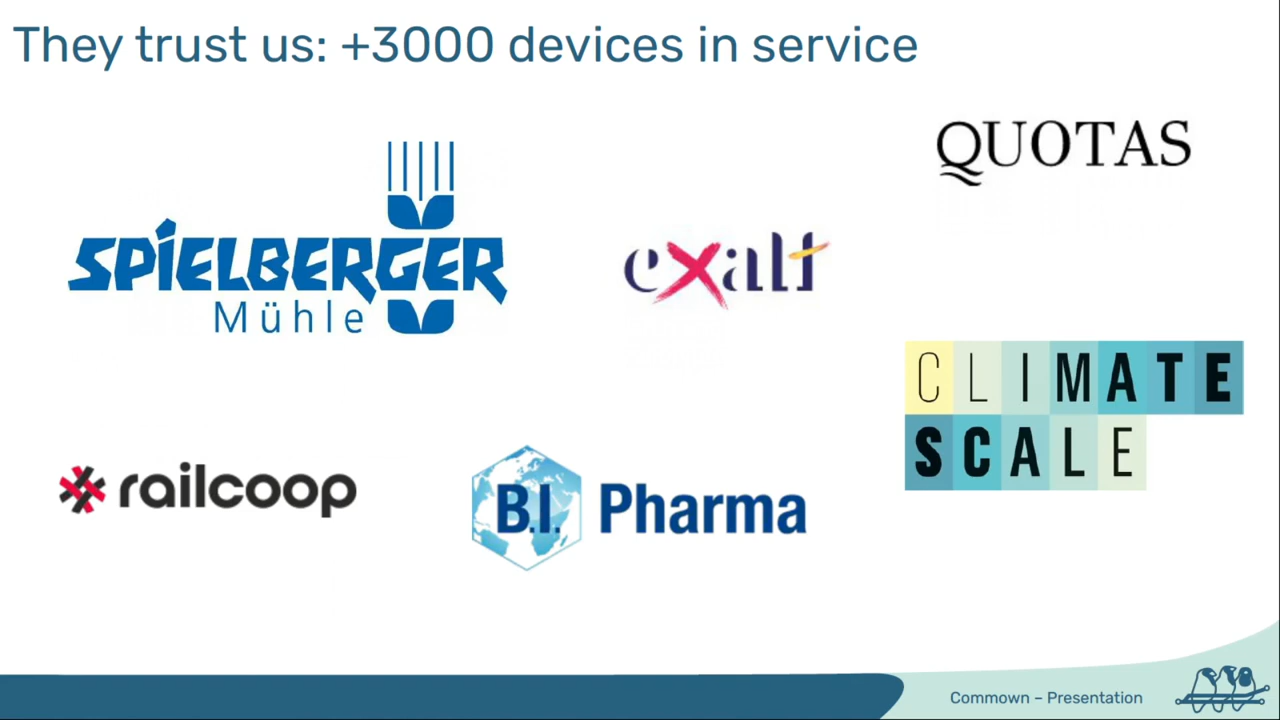 They trust us: +3000 devices in service
QUOTAS
SPIELBERGER
Mühle
exalt
CLIMATE
SCALE
railcoop
B.I. Pharma
Commown – Presentation